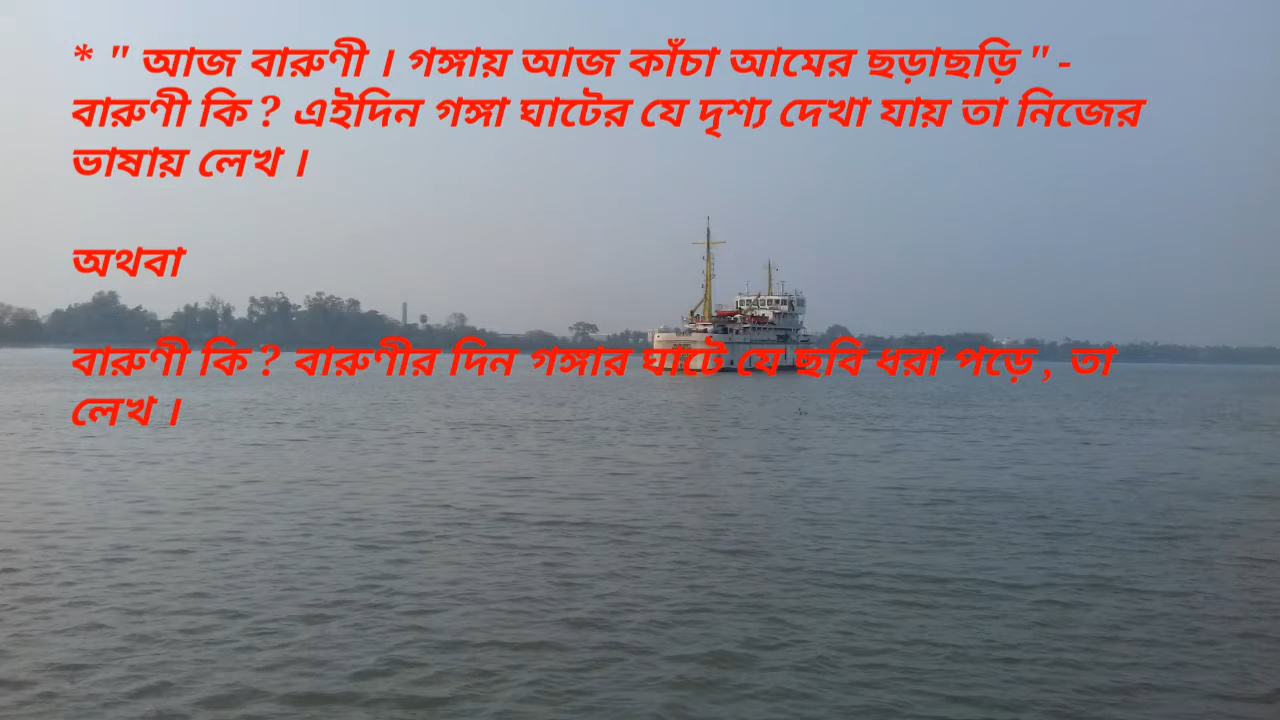 * " আজ বারুণী । গঙ্গায় আজ কাঁচা আমের ছড়াছড়ি " -
বারুণী কি ? এইদিন গঙ্গা ঘাটের যে দৃশ্য দেখা যায় তা নিজের
ভাষায় লেখ ।
অথবা
বারুণী কি ? বারুণীর দিন গঙ্গার ঘাটে যে ছবি ধরা পড়ে , তা
লেখ ।